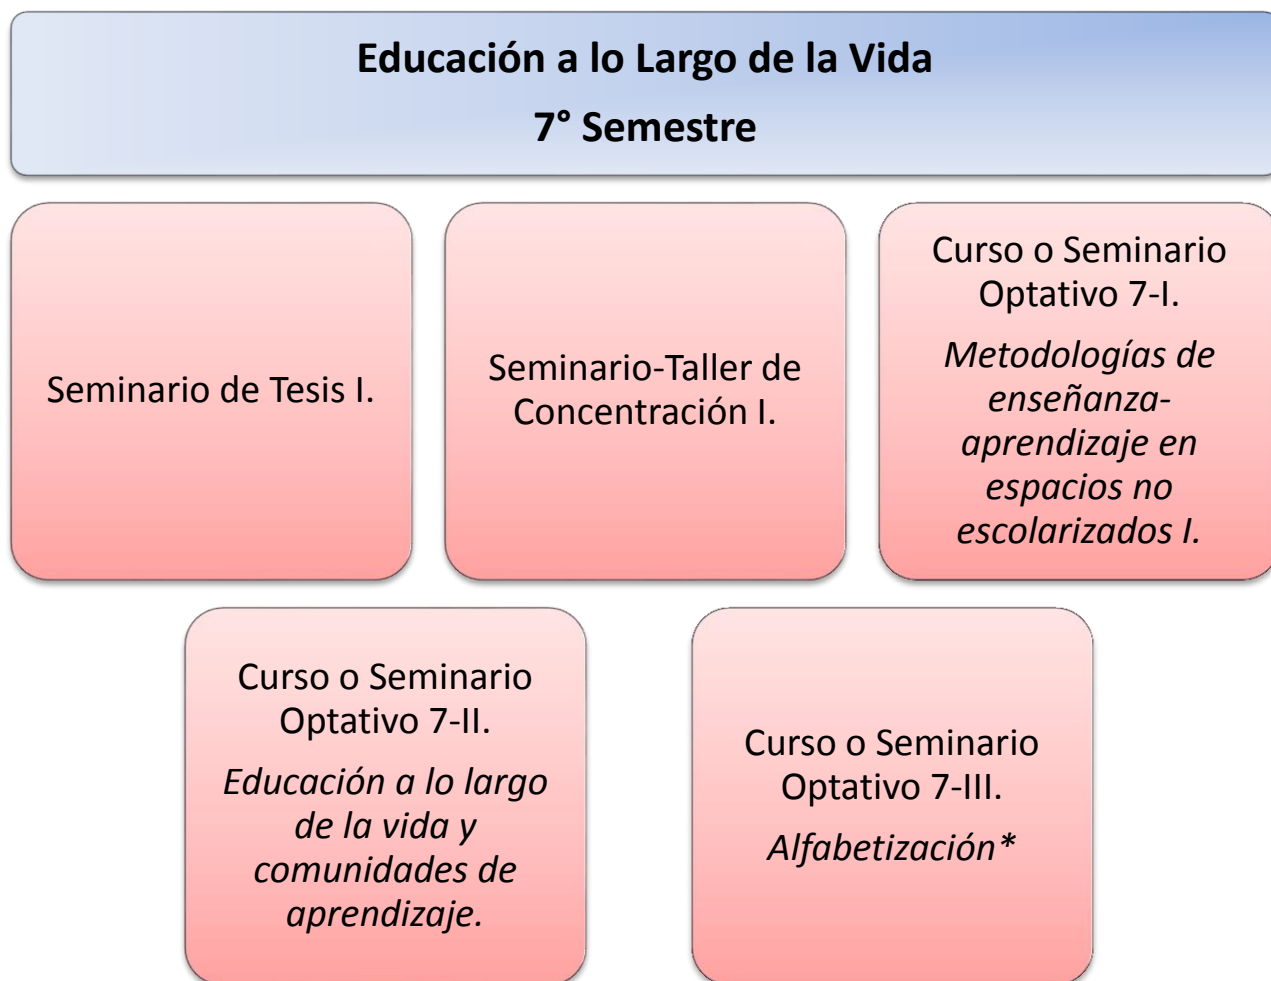 Educación a lo Largo de la Vida
7° Semestre
Seminario de Tesis I.
Seminario-Taller de
Concentración I.
Curso o Seminario
Optativo 7-I.
Metodologías de
enseñanza-
aprendizaje en
espacios no
escolarizados I.
Curso o Seminario
Optativo 7-II.
Educación a lo largo
de la vida y
comunidades de
aprendizaje.
Curso o Seminario
Optativo 7-III.
Alfabetización*